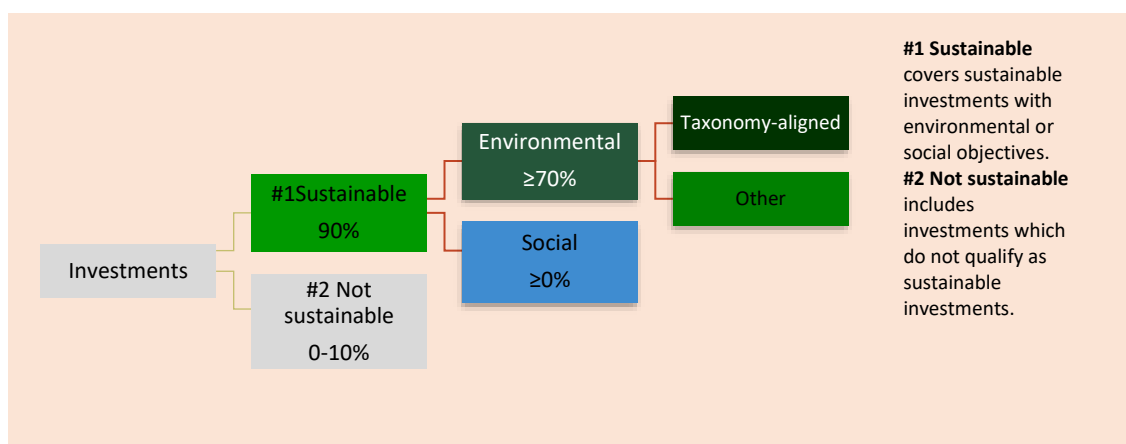 Investments
#1Sustainable
90%
#2 Not
sustainable
0-10%
Environmental
≥70%
Social
≥0%
Taxonomy-aligned
Other
#1 Sustainable
covers sustainable
investments with
environmental or
social objectives.
#2 Not sustainable
includes
investments which
do not qualify as
sustainable
investments.